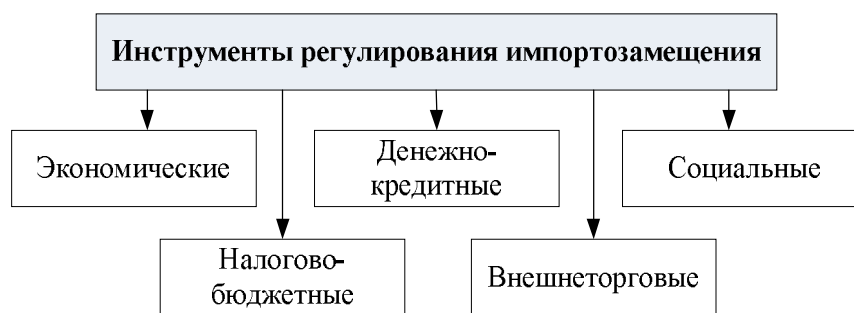 Инструменты регулирования импортозамещения
Экономические
Денежно-
кредитные
Социальные
Налогово-
бюджетные
Внешнеторговые